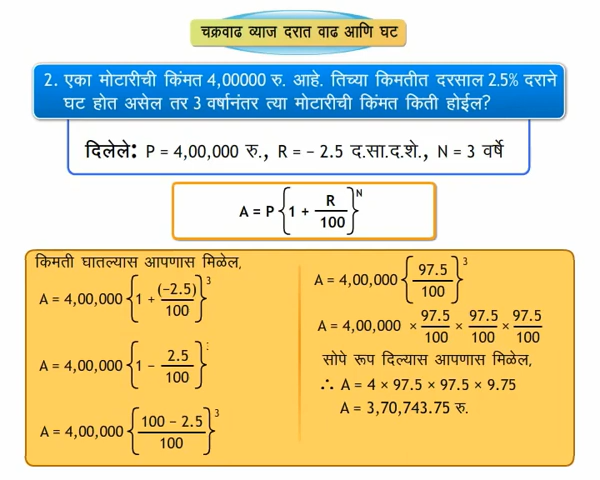 चक्रवाढ व्याज दरात वाढ आणि घट
2. एका मोटारीची किंमत 4,00000 रु. आहे. तिच्या किमतीत दरसाल 2.5% दराने
घट होत असेल तर 3 वर्षानंतर त्या मोटारीची किंमत किती होईल?
दिलेले: P = 4,00,000 रु., R = – 2.5 द.सा.द.शे., N = 3 वर्षे
A = P {1 + R/100}^N
किमती घातल्यास आपणास मिळेल,
A = 4,00,000 {1 + (-2.5)/100}^3
A = 4,00,000 {1 – 2.5/100}
A = 4,00,000 {100 – 2.5/100}^3
A = 4,00,000 {97.5/100}^3
A = 4,00,000 × 97.5/100 × 97.5/100 × 97.5/100
सोपे रूप दिल्यास आपणास मिळेल,
∴ A = 4 × 97.5 × 97.5 × 9.75
A = 3,70,743.75 रु.